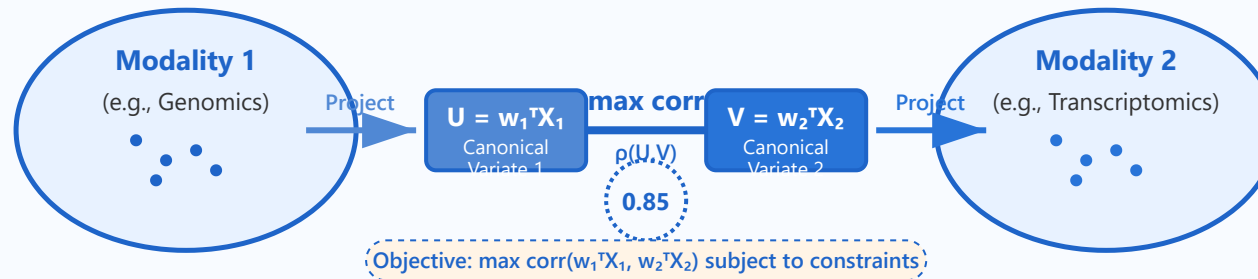 Modality 1
(e.g., Genomics)
Project
U = w₁ᵀX₁
Canonical
Variate 1
max corr
ρ(U,V)
0.85
V = w₂ᵀX₂
Canonical
Variate 2
Project
Modality 2
(e.g., Transcriptomics)
Objective: max corr(w₁ᵀX₁, w₂ᵀX₂) subject to constraints